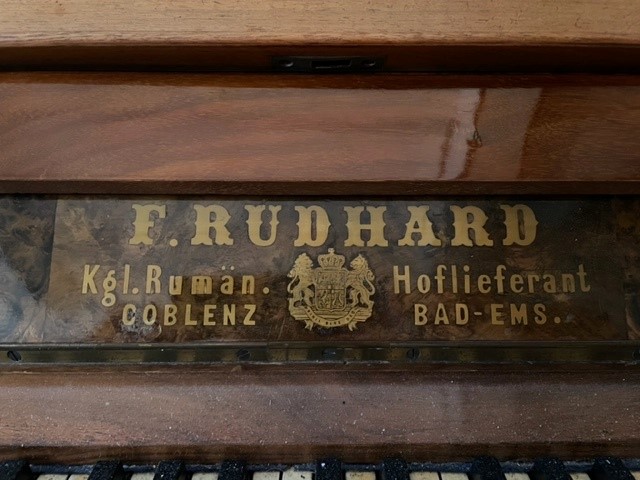 F. RUDHARD
Kgl. Rumän. Hoflieferant
COBLENZ BAD-EMS.